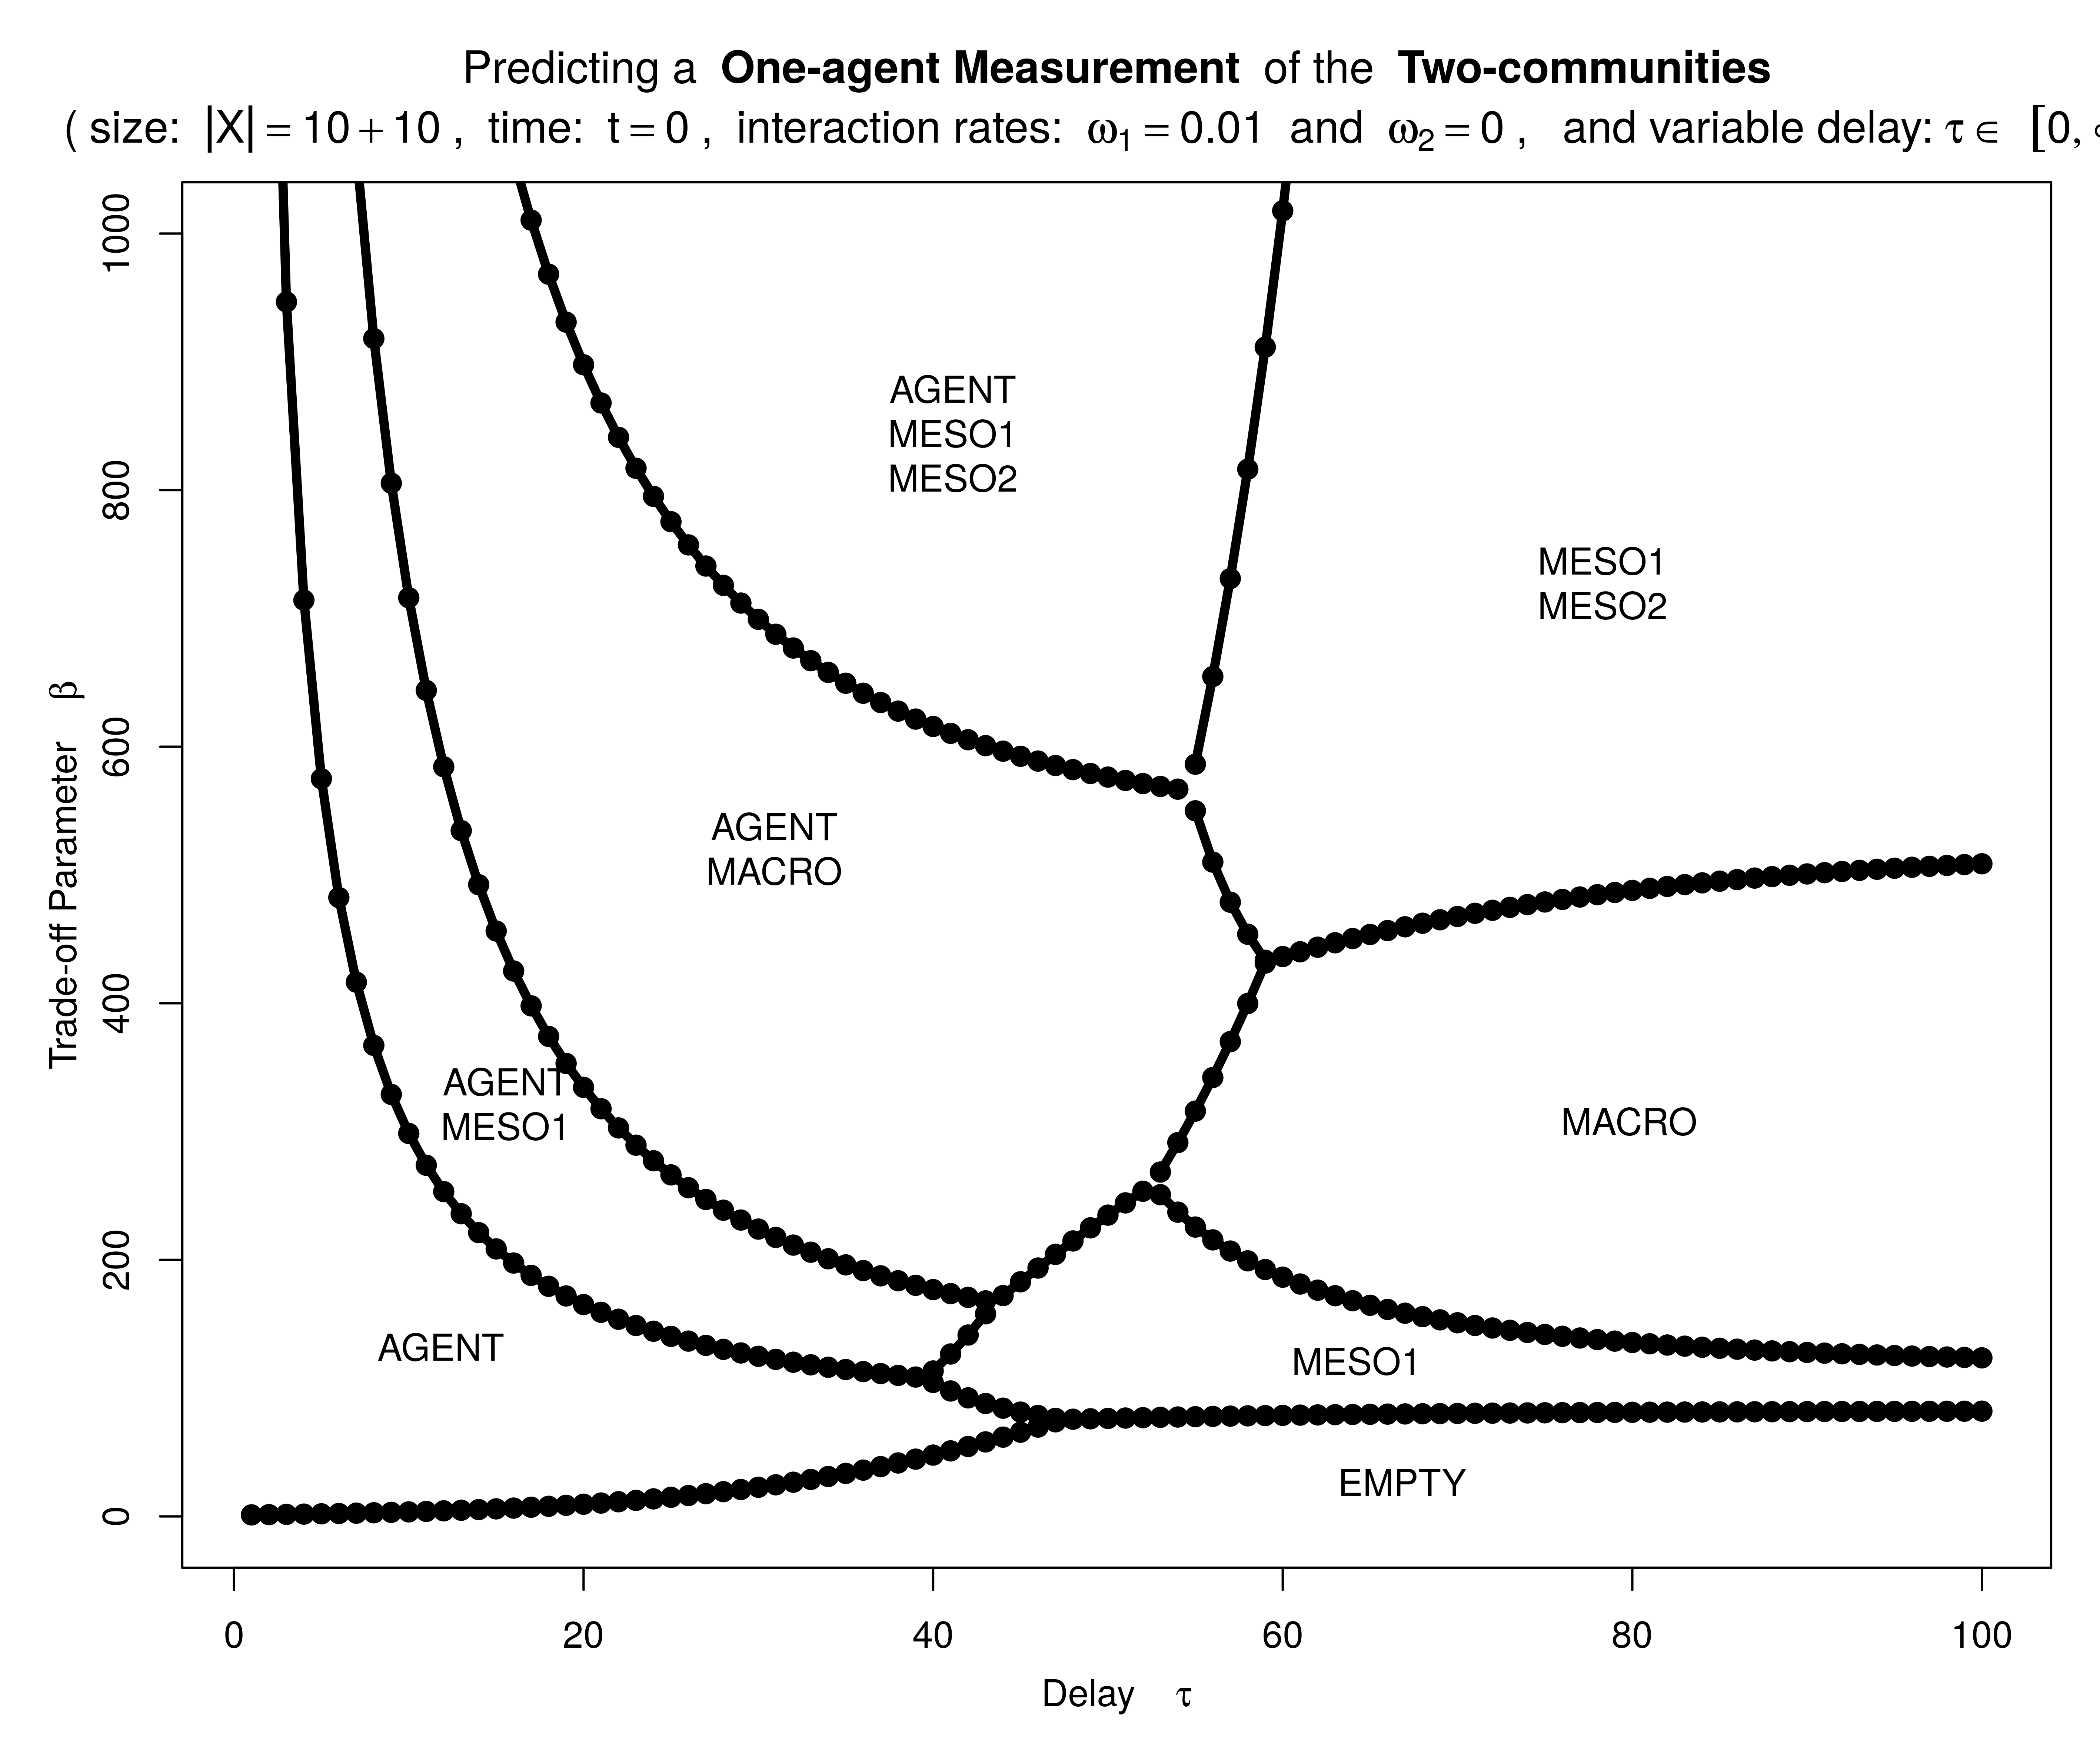 Predicting a One-agent Measurement of the Two-communities
( size: |X| = 10 + 10 , time: t = 0 , interaction rates: ω1 = 0.01 and ω2 = 0 , and variable delay: τ ∈ [0,
1000
800
600
400
200
0
Trade-off Parameter β
AGENT
MESO1
MESO2
MESO1
MESO2
AGENT
MACRO
AGENT
MESO1
MACRO
AGENT
MESO1
EMPTY
0 20 40 60 80 100
Delay τ